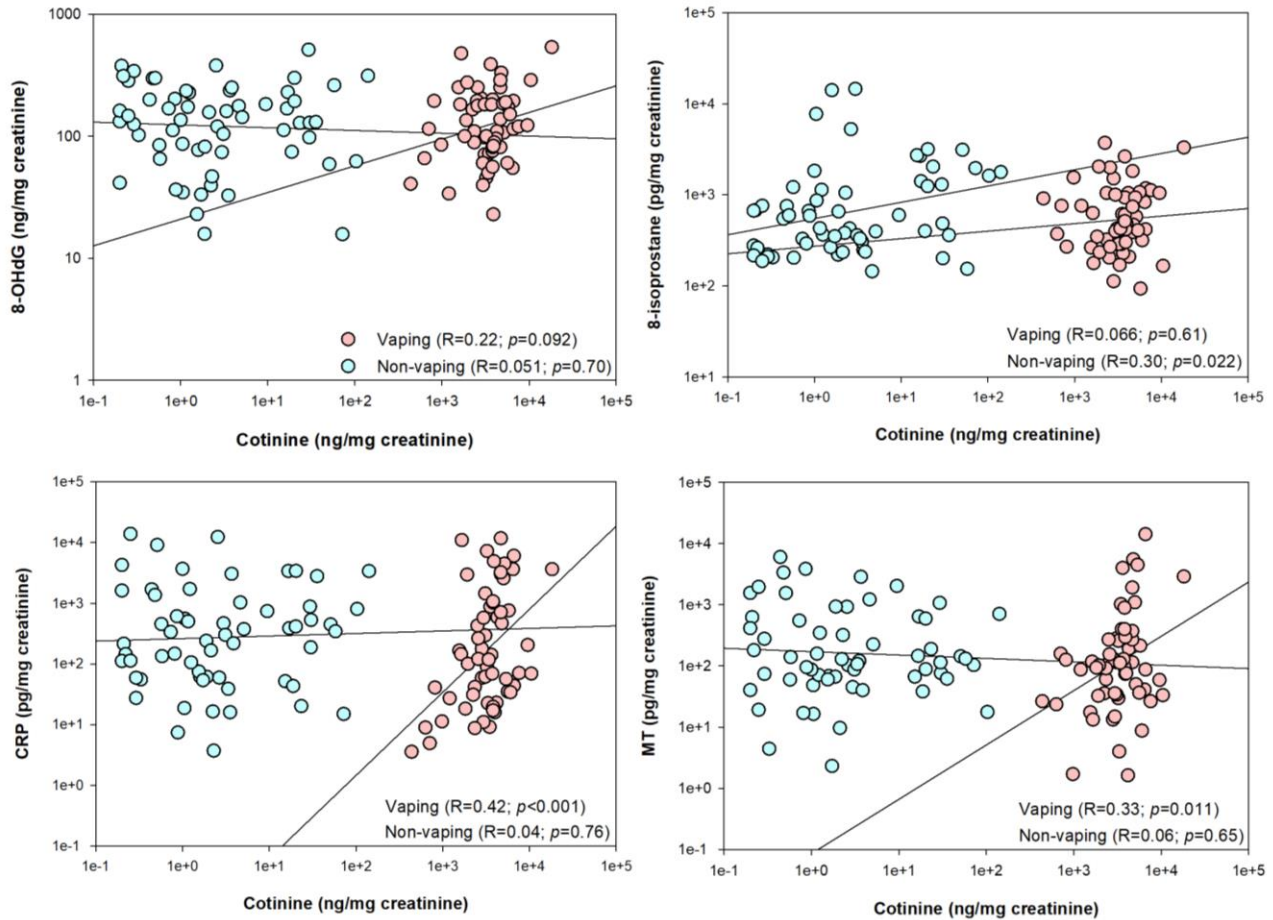 1000
100
10
1
8-OHdG (ng/mg creatinine)
Vaping (R=0.22; p=0.092)
Non-vaping (R=0.051; p=0.70)
1e-1 1e+0 1e+1 1e+2 1e+3 1e+4 1e+5
Cotinine (ng/mg creatinine)
1e+5
1e+4
1e+3
1e+2
1e+1
8-isoprostane (pg/mg creatinine)
Vaping (R=0.066; p=0.61)
Non-vaping (R=0.30; p=0.022)
1e-1 1e+0 1e+1 1e+2 1e+3 1e+4 1e+5
Cotinine (ng/mg creatinine)
1e+5
1e+4
1e+3
1e+2
1e+1
1e+0
1e-1
CRP (pg/mg creatinine)
Vaping (R=0.42; p<0.001)
Non-vaping (R=0.04; p=0.76)
1e-1 1e+0 1e+1 1e+2 1e+3 1e+4 1e+5
Cotinine (ng/mg creatinine)
1e+5
1e+4
1e+3
1e+2
1e+1
1e+0
1e-1
MT (pg/mg creatinine)
Vaping (R=0.33; p=0.011)
Non-vaping (R=0.06; p=0.65)
1e-1 1e+0 1e+1 1e+2 1e+3 1e+4 1e+5
Cotinine (ng/mg creatinine)